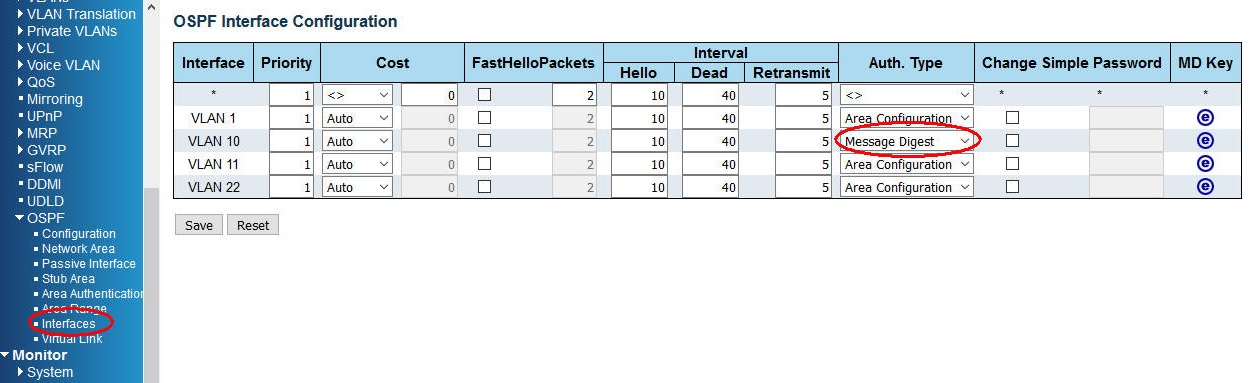 VLANs
VLAN Translation
Private VLANs
VCL
Voice VLAN
QoS
Mirroring
UPnP
MRP
GVRP
sFlow
DDMI
UDLD
OSPF
Configuration
Network Area
Passive Interface
Stub Area
Area Authentication
Area Range
Interfaces
Virtual Link
Monitor
System
OSPF Interface Configuration
Interface Priority Cost FastHelloPackets Interval Auth. Type Change Simple Password MD Key
Hello Dead Retransmit
* 1 <> 0 2 10 40 5 <> * * *
VLAN 1 1 Auto 0 2 10 40 5 Area Configuration e
VLAN 10 1 Auto 0 2 10 40 5 Message Digest e
VLAN 11 1 Auto 0 2 10 40 5 Area Configuration e
VLAN 22 1 Auto 0 2 10 40 5 Area Configuration e
Save Reset